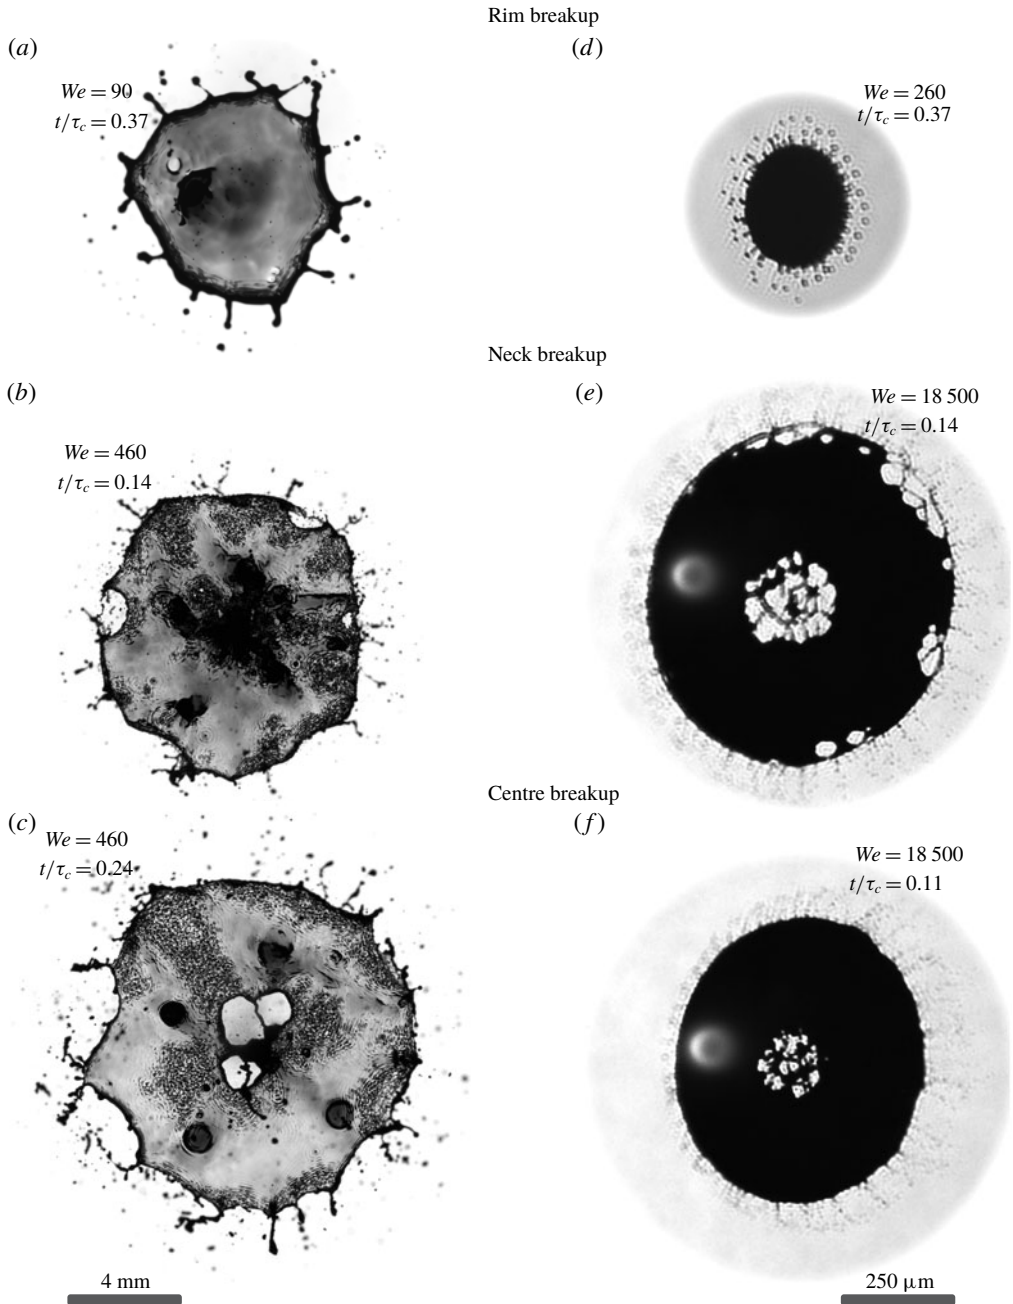 Rim breakup
(a)
We = 90
t/τc = 0.37
(d)
We = 260
t/τc = 0.37
Neck breakup
(b)
We = 460
t/τc = 0.14
(e)
We = 18 500
t/τc = 0.14
Centre breakup
(c)
We = 460
t/τc = 0.24
(f)
We = 18 500
t/τc = 0.11
4 mm
250 μm